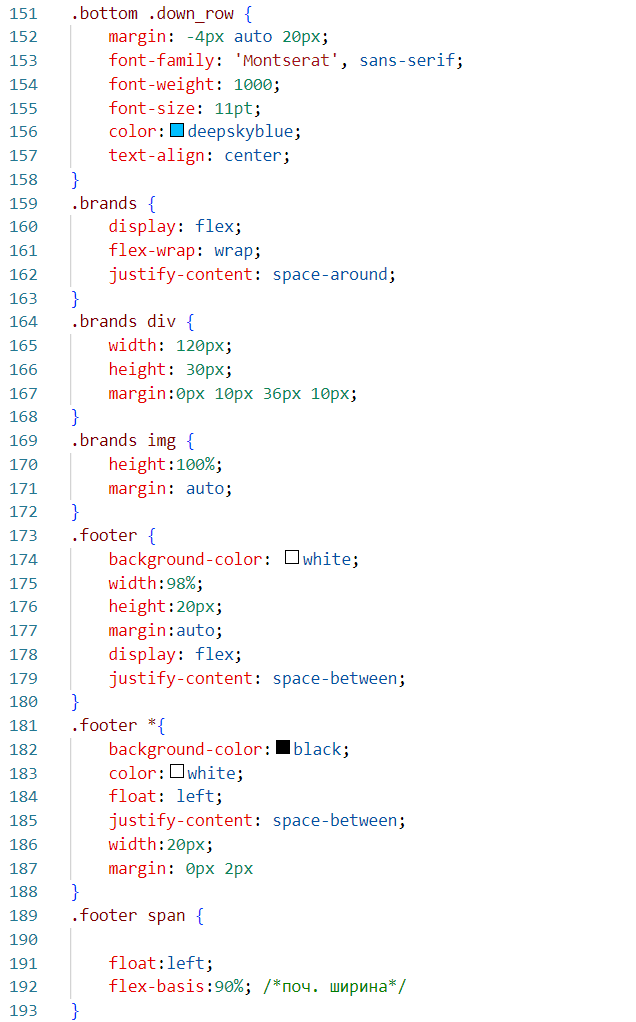 151 .bottom .down_row {
152     margin: -4px auto 20px;
153     font-family: 'Montserrat', sans-serif;
154     font-weight: 1000;
155     font-size: 11pt;
156     color: deepskyblue;
157     text-align: center;
158 }
159 .brands {
160     display: flex;
161     flex-wrap: wrap;
162     justify-content: space-around;
163 }
164 .brands div {
165     width: 120px;
166     height: 30px;
167     margin:0px 10px 36px 10px;
168 }
169 .brands img {
170     height:100%;
171     margin: auto;
172 }
173 .footer {
174     background-color: white;
175     width:98%;
176     height:20px;
177     margin:auto;
178     display: flex;
179     justify-content: space-between;
180 }
181 .footer *{
182     background-color: black;
183     color: white;
184     float: left;
185     justify-content: space-between;
186     width:20px;
187     margin: 0px 2px
188 }
189 .footer span {
190
191     float:left;
192     flex-basis:90%; /*поч. ширина*/
193 }